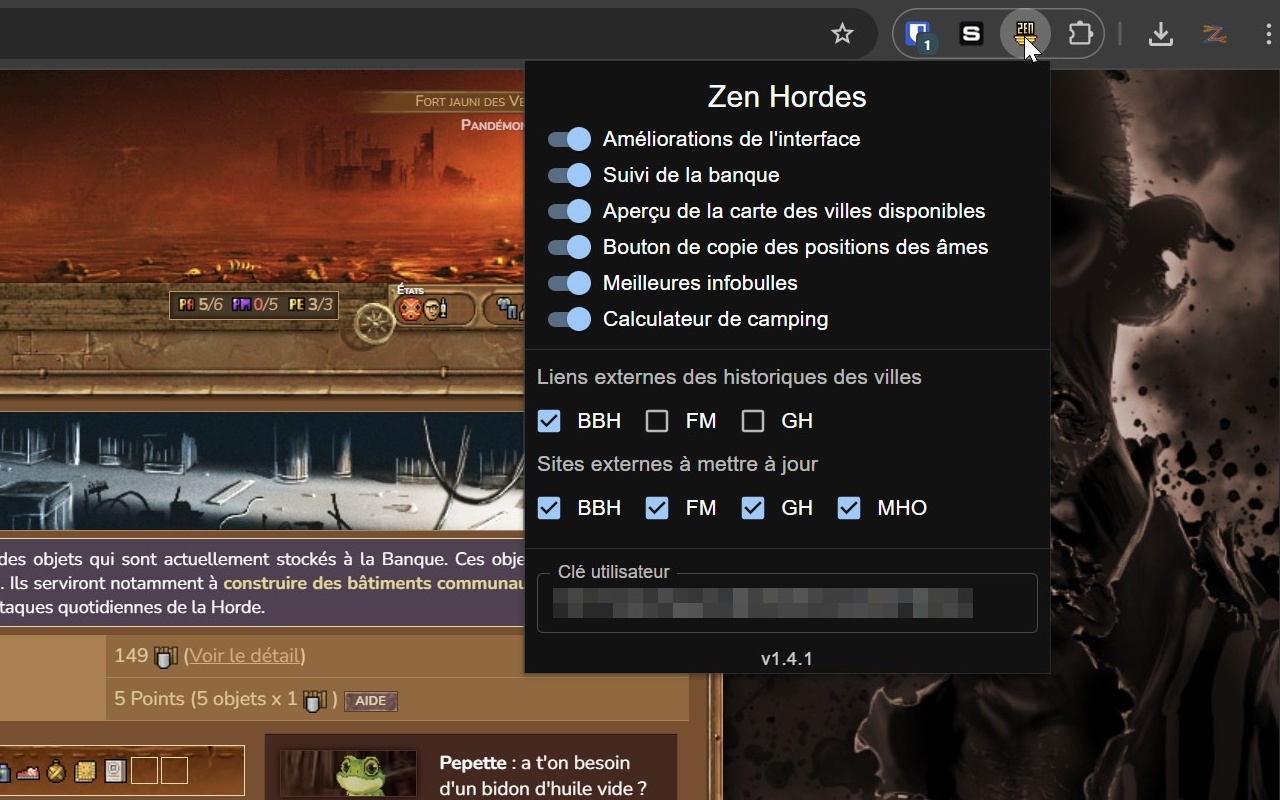 1
S
ZEN
Z
FORT JAUNI DES VE
PANDÉMON
PA 5/6 PM 0/5 PE 3/3
ÉTATS
Zen Hordes
Améliorations de l'interface
Suivi de la banque
Aperçu de la carte des villes disponibles
Bouton de copie des positions des âmes
Meilleures infobulles
Calculateur de camping
Liens externes des historiques des villes
BBH FM GH
Sites externes à mettre à jour
BBH FM GH MHO
Clé utilisateur
v1.4.1
des objets qui sont actuellement stockés à la Banque. Ces obje
. Ils serviront notamment à construire des bâtiments communau
taques quotidiennes de la Horde.
149 (Voir le détail)
5 Points (5 objets x 1 ) AIDE
Pepette : a t'on besoin
d'un bidon d'huile vide ?